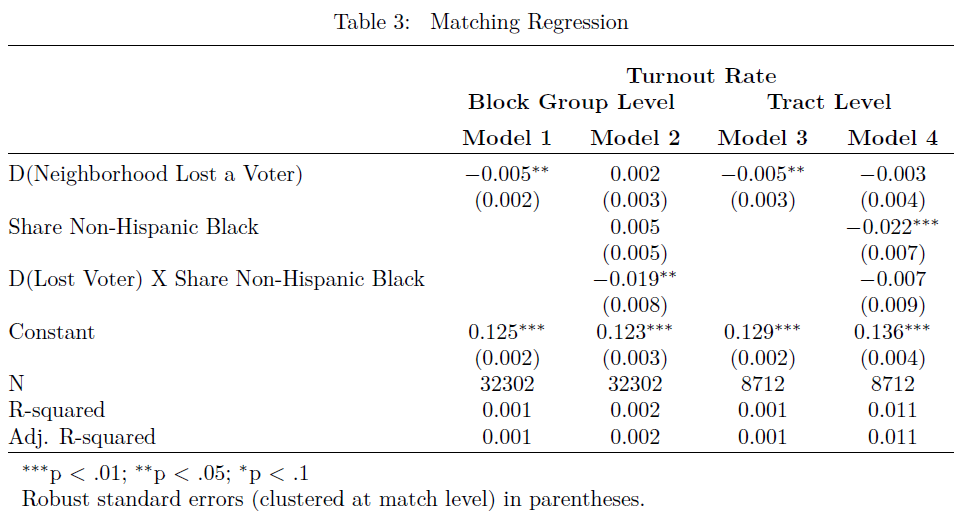 Table 3: Matching Regression
Turnout Rate
Block Group Level Tract Level
Model 1 Model 2 Model 3 Model 4
D(Neighborhood Lost a Voter) −0.005** 0.002 −0.005** −0.003
(0.002) (0.003) (0.003) (0.004)
Share Non-Hispanic Black 0.005 −0.022***
(0.005) (0.007)
D(Lost Voter) X Share Non-Hispanic Black −0.019** −0.007
(0.008) (0.009)
Constant 0.125*** 0.123*** 0.129*** 0.136***
(0.002) (0.003) (0.002) (0.004)
N 32302 32302 8712 8712
R-squared 0.001 0.002 0.001 0.011
Adj. R-squared 0.001 0.002 0.001 0.011
***p < .01; **p < .05; *p < .1
Robust standard errors (clustered at match level) in parentheses.